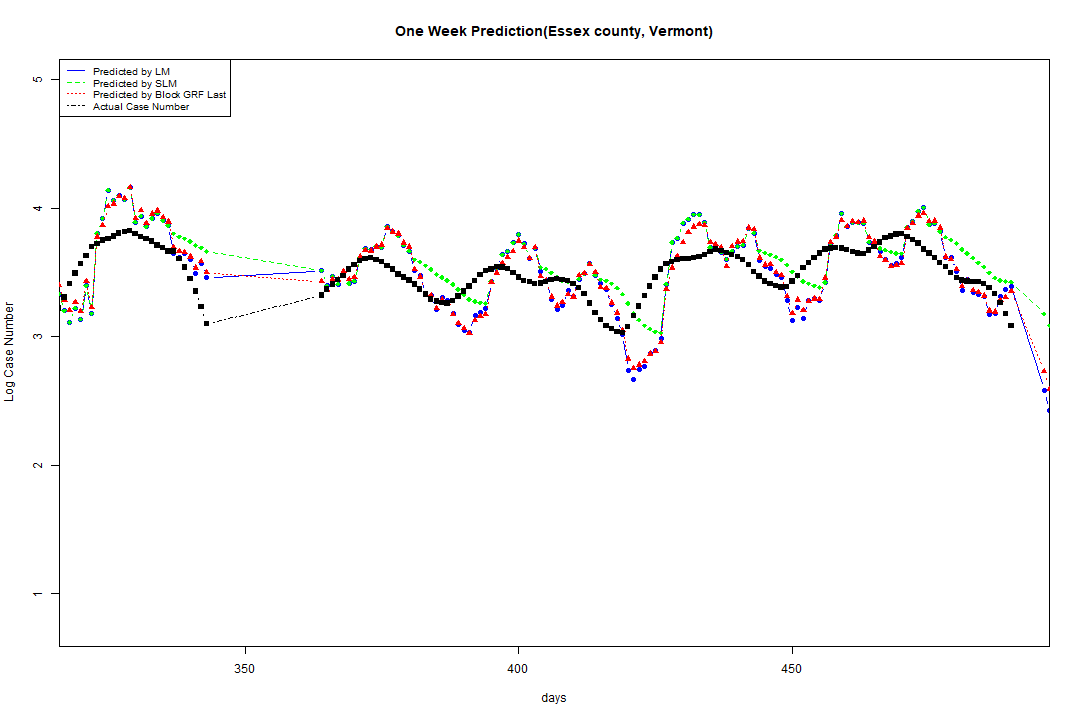 One Week Prediction(Essex county, Vermont)
Predicted by LM
Predicted by SLM
Predicted by Block GRF Last
Actual Case Number
5
4
3
2
1
Log Case Number
350 400 450
days